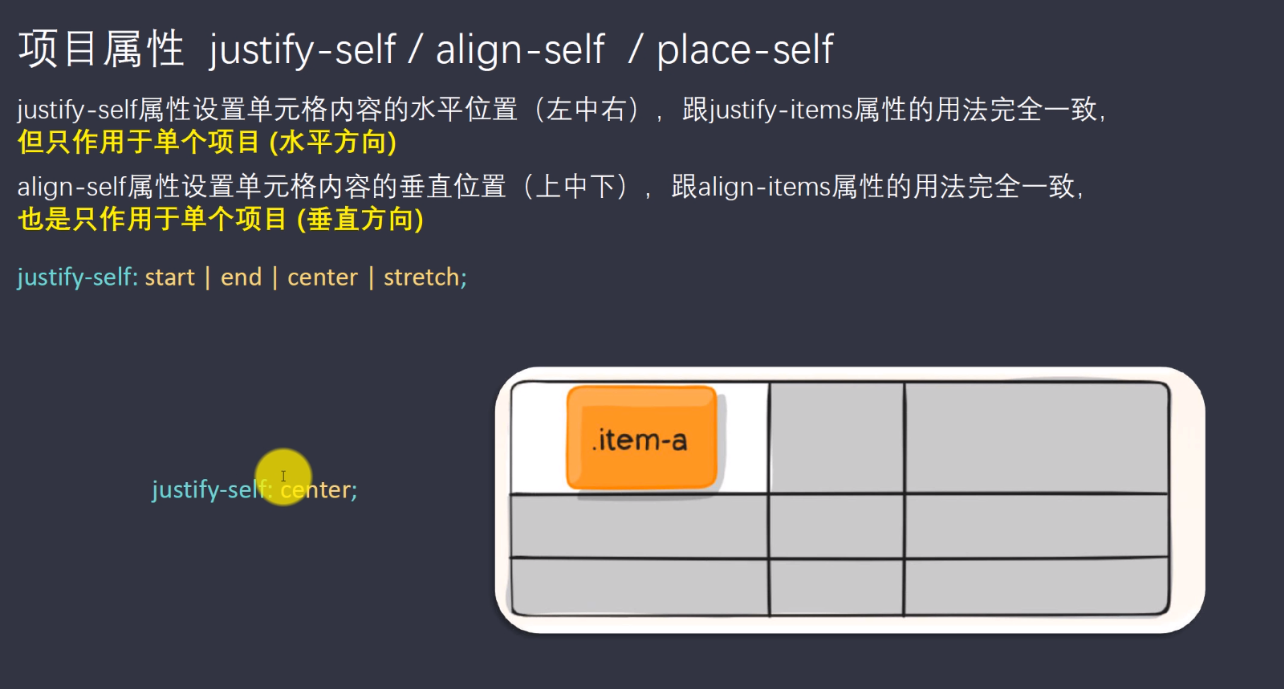 项目属性 justify-self / align-self / place-self
justify-self属性设置单元格内容的水平位置（左中右），跟justify-items属性的用法完全一致，
但只作用于单个项目 (水平方向)
align-self属性设置单元格内容的垂直位置（上中下），跟align-items属性的用法完全一致，
也是只作用于单个项目 (垂直方向)
justify-self: start | end | center | stretch;
.item-a
justify-self: center;